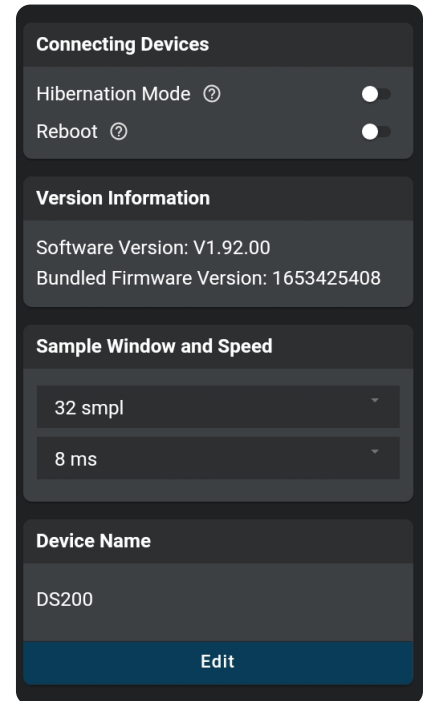 Connecting Devices
Hibernation Mode ?
Reboot ?
Version Information
Software Version: V1.92.00
Bundled Firmware Version: 1653425408
Sample Window and Speed
32 smpl
8 ms
Device Name
DS200
Edit